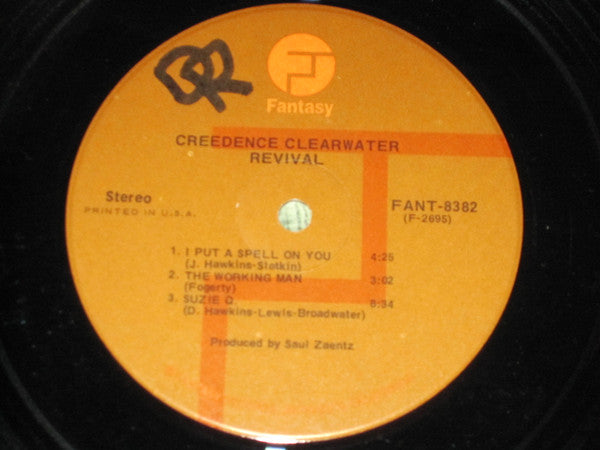 DR
Fantasy
CREEDENCE CLEARWATER
REVIVAL
Stereo
PRINTED IN U.S.A.
FANT-8382
(F-2695)
1. I PUT A SPELL ON YOU 4:25
(J. Hawkins-Slotkin)
2. THE WORKING MAN 3:02
(Fogerty)
3. SUZIE Q 8:34
(D. Hawkins-Lewis-Broadwater)
Produced by Saul Zaentz